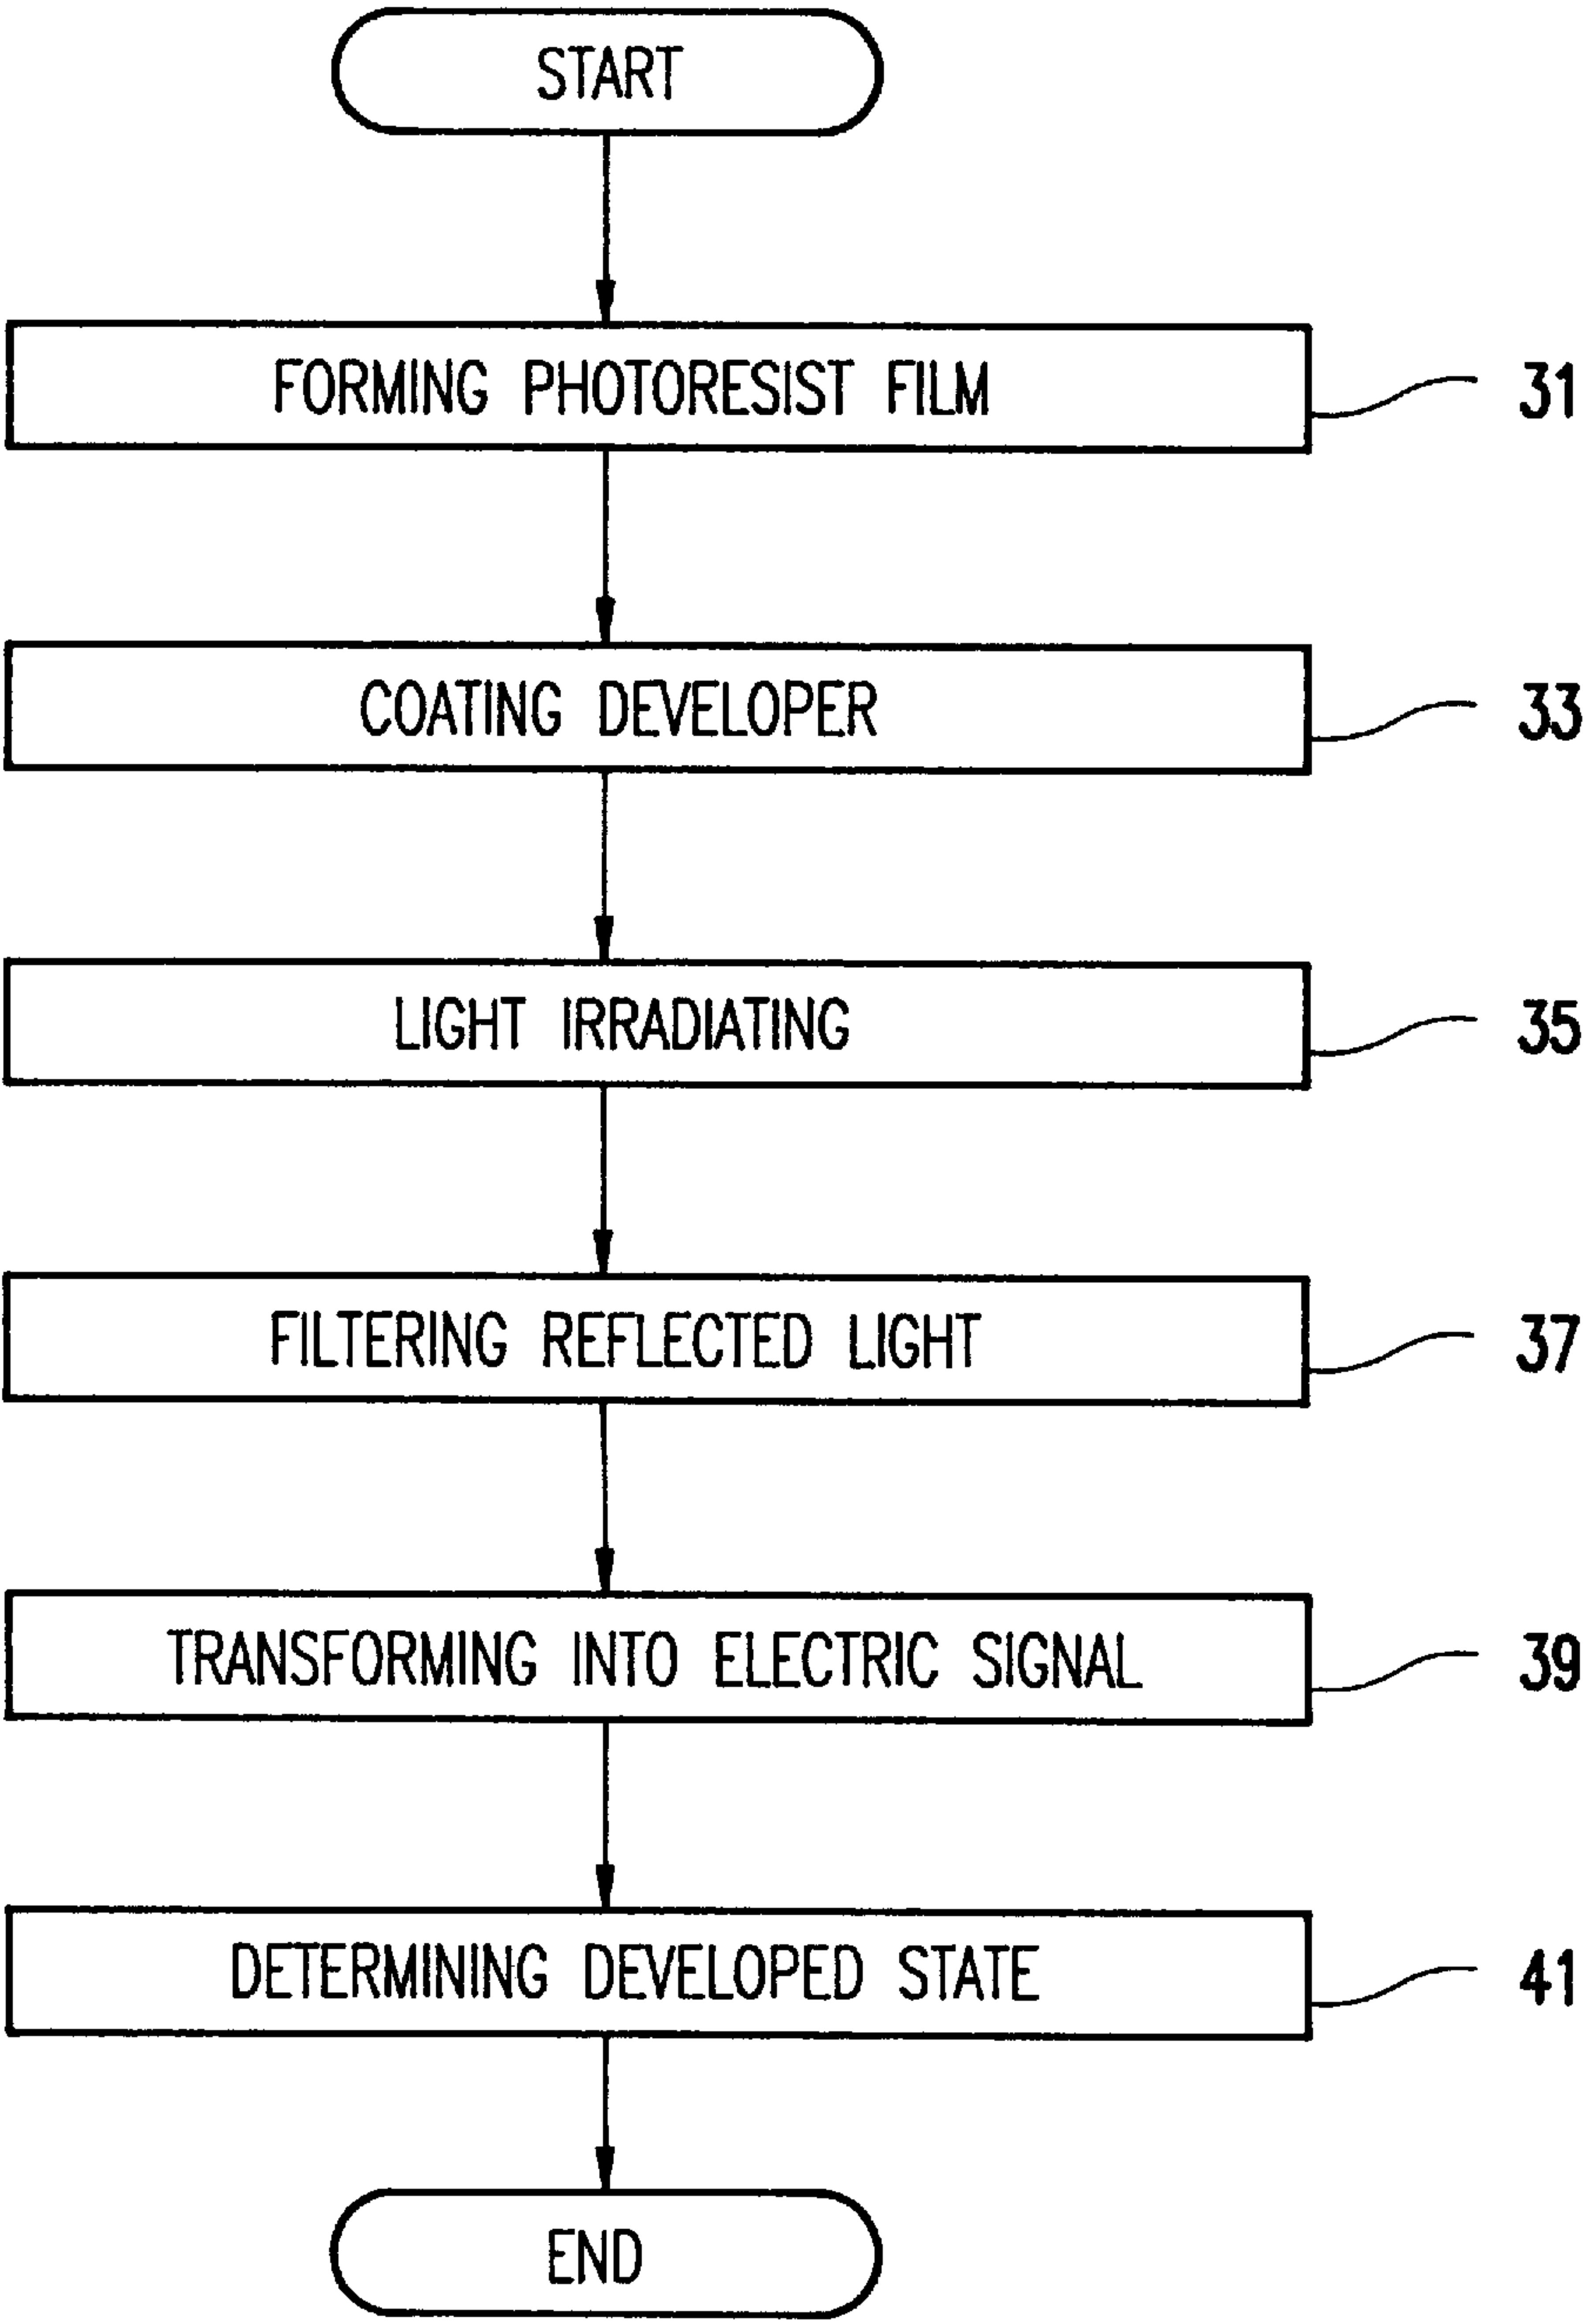 START
FORMING PHOTORESIST FILM 31
COATING DEVELOPER 33
LIGHT IRRADIATING 35
FILTERING REFLECTED LIGHT 37
TRANSFORMING INTO ELECTRIC SIGNAL 39
DETERMINING DEVELOPED STATE 41
END